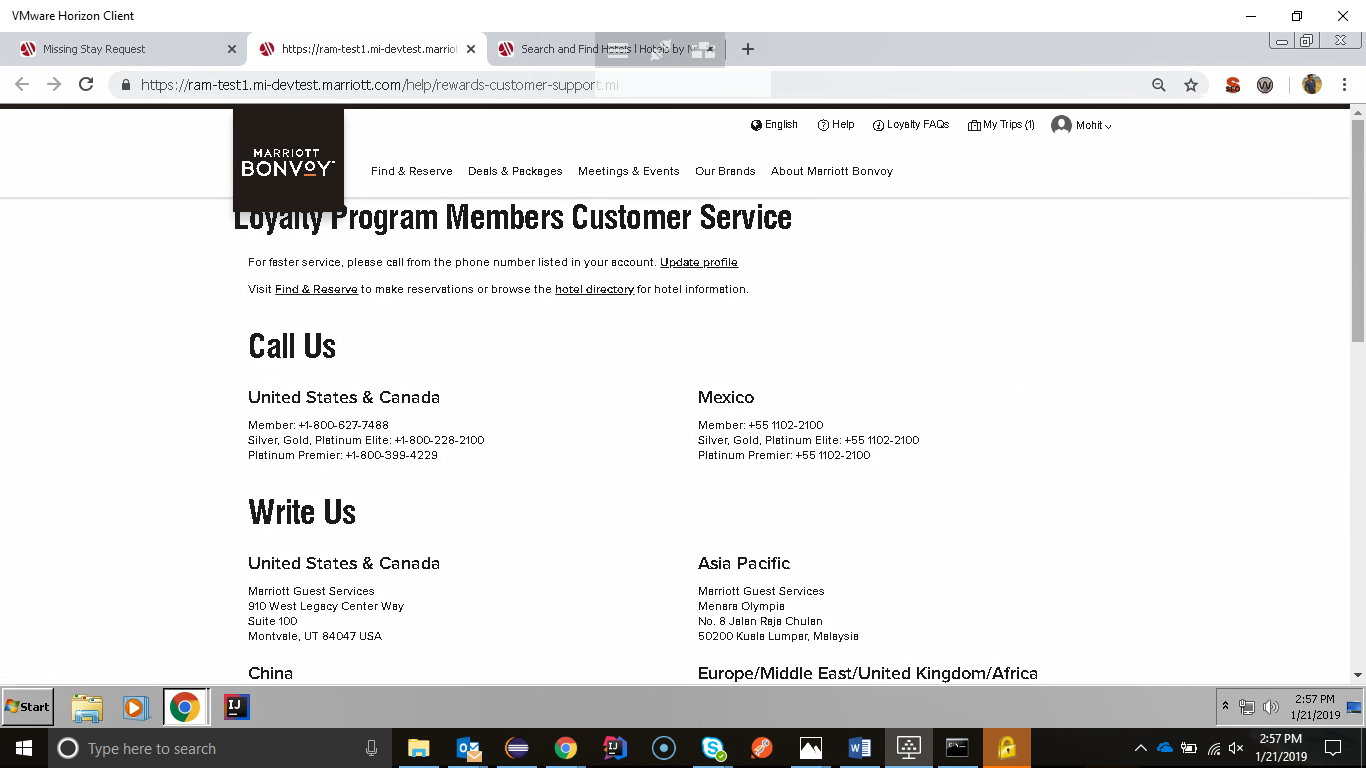 VMware Horizon Client
Missing Stay Request
https://ram-test1.mi-devtest.marriot
Search and Find Hotels | Hotels by M
https://ram-test1.mi-devtest.marriott.com/help/rewards-customer-support.mi
English
Help
Loyalty FAQs
My Trips (1)
Mohit
MARRIOTT
BONVOY
Find & Reserve
Deals & Packages
Meetings & Events
Our Brands
About Marriott Bonvoy
Loyalty Program Members Customer Service
For faster service, please call from the phone number listed in your account. Update profile
Visit Find & Reserve to make reservations or browse the hotel directory for hotel information.
Call Us
United States & Canada
Member: +1-800-627-7488
Silver, Gold, Platinum Elite: +1-800-228-2100
Platinum Premier: +1-800-399-4229
Mexico
Member: +55 1102-2100
Silver, Gold, Platinum Elite: +55 1102-2100
Platinum Premier: +55 1102-2100
Write Us
United States & Canada
Marriott Guest Services
910 West Legacy Center Way
Suite 100
Montvale, UT 84047 USA
Asia Pacific
Marriott Guest Services
Menara Olympia
No. 8 Jalan Raja Chulan
50200 Kuala Lumpar, Malaysia
China
Europe/Middle East/United Kingdom/Africa
Start
2:57 PM
1/21/2019
Type here to search
2:57 PM
1/21/2019